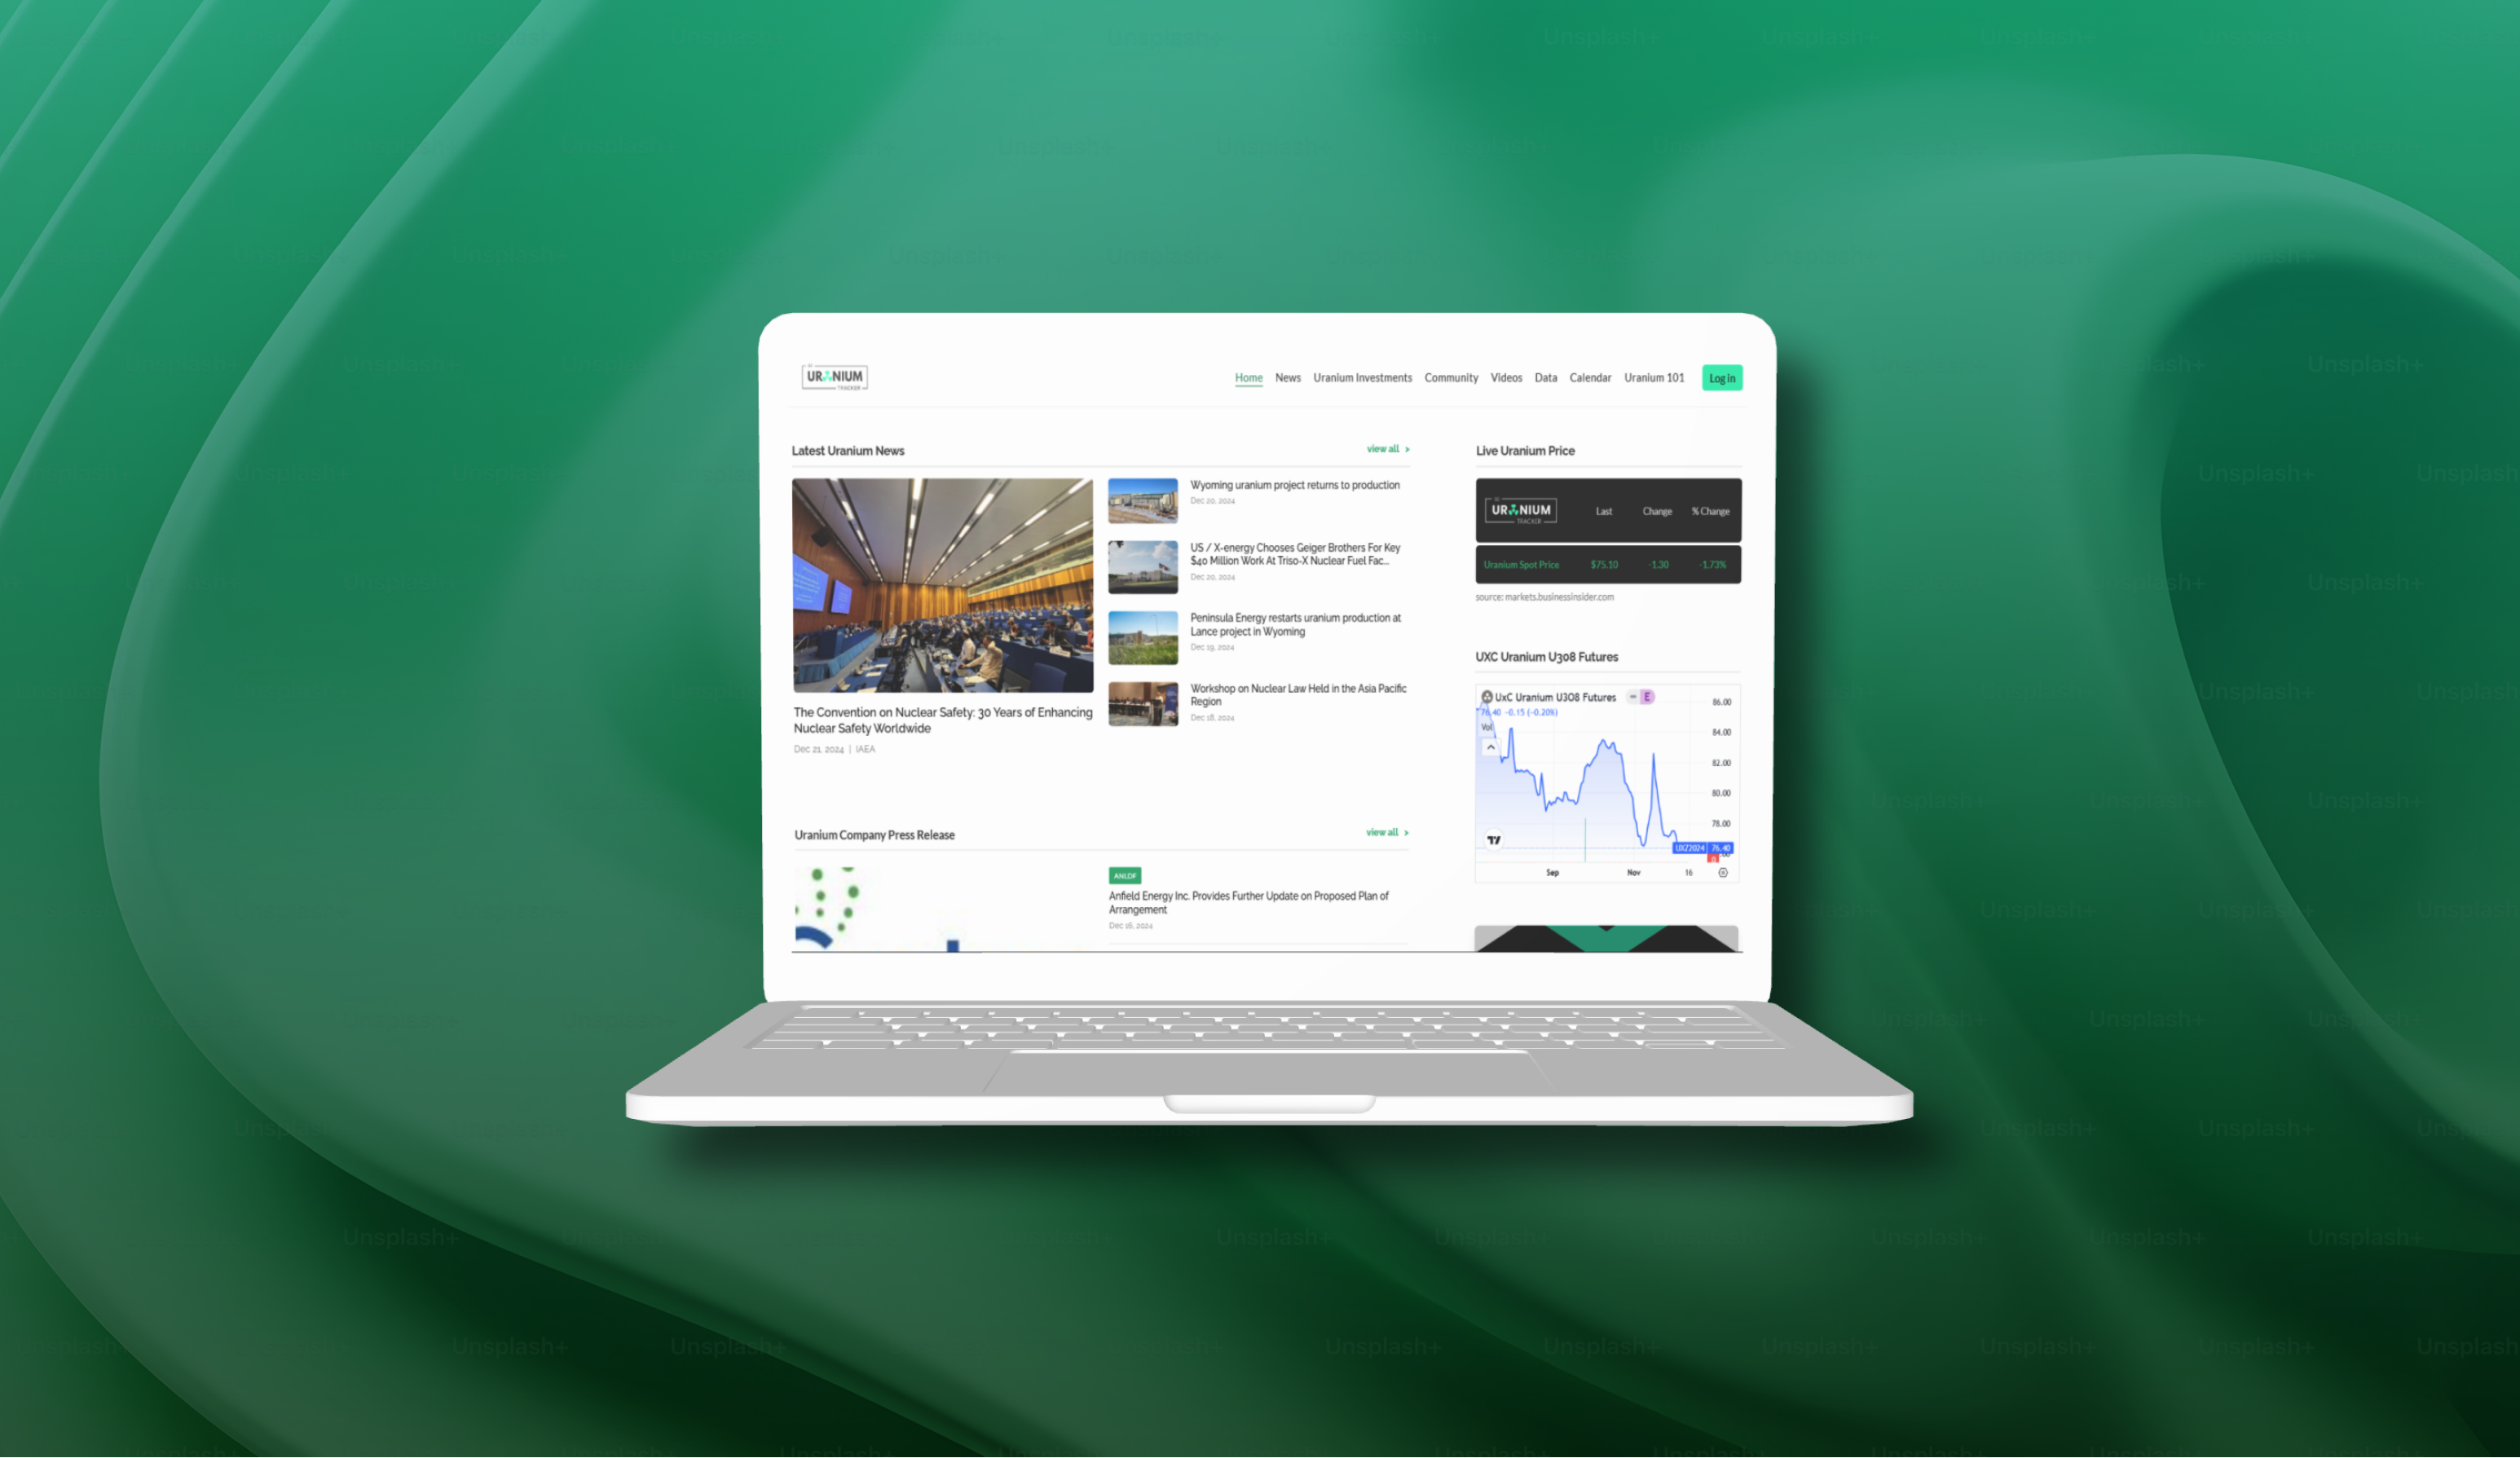 URANIUM
TRACKER
Home News Uranium Investments Community Videos Data Calendar Uranium 101 Log in
Latest Uranium News
view all >
The Convention on Nuclear Safety: 30 Years of Enhancing
Nuclear Safety Worldwide
Dec 21, 2024 | IAEA
Wyoming uranium project returns to production
Dec 20, 2024
US / X-energy Chooses Geiger Brothers For Key
$40 Million Work At Triso-X Nuclear Fuel Fac...
Dec 20, 2024
Peninsula Energy restarts uranium production at
Lance project in Wyoming
Dec 19, 2024
Workshop on Nuclear Law Held in the Asia Pacific
Region
Dec 18, 2024
Live Uranium Price
URANIUM
TRACKER
Last Change % Change
Uranium Spot Price $75.10 -1.30 -1.73%
source: markets.businessinsider.com
UXC Uranium U308 Futures
UxC Uranium U308 Futures = E
76.40 -0.15 (-0.20%)
Vol
86.00
84.00
82.00
80.00
78.00
UXZ2024 76.40
Sep Nov 16
Uranium Company Press Release
view all >
ANLDF
Anfield Energy Inc. Provides Further Update on Proposed Plan of
Arrangement
Dec 16, 2024
Unsplash+